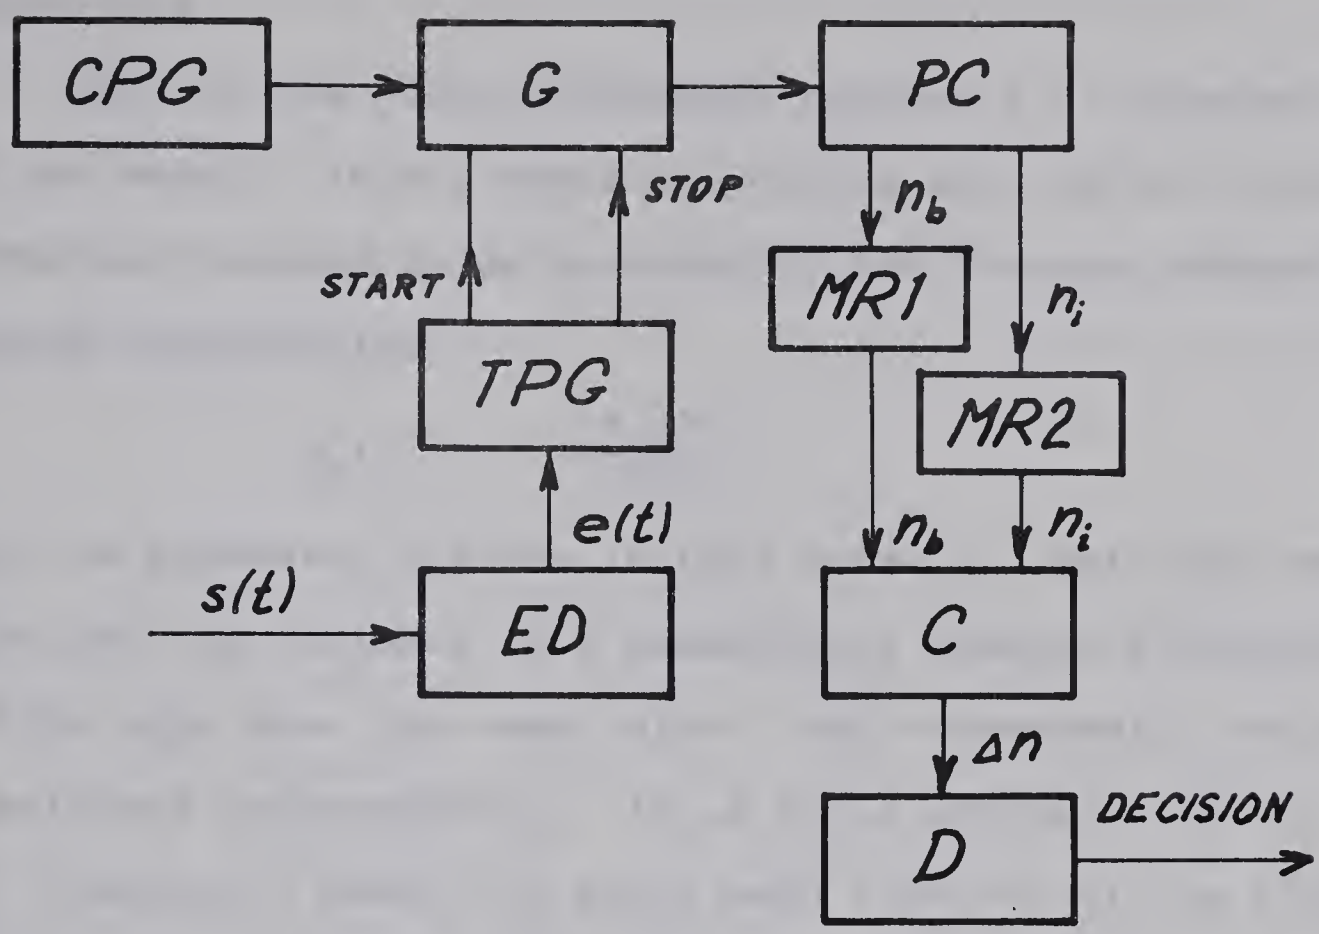 CPG
G
PC
STOP
n_b
START
MR1
n_i
TPG
MR2
e(t)
n_b
n_i
s(t)
ED
C
Δn
D
DECISION